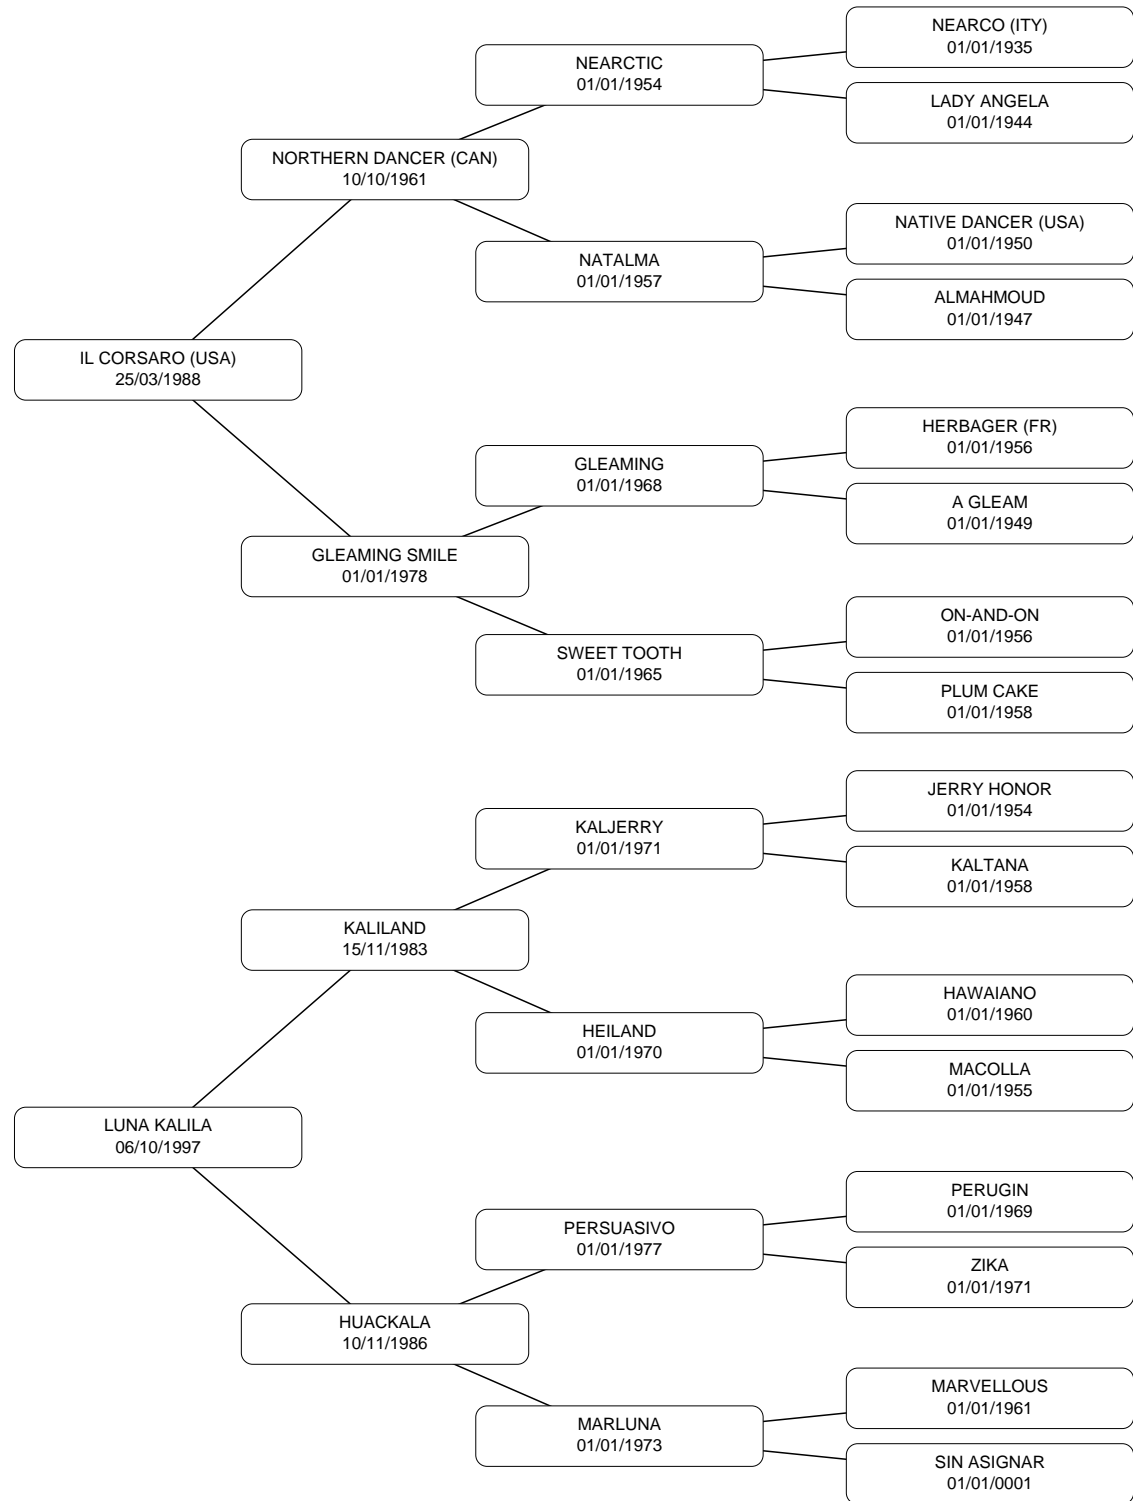 NEARCO (ITY)
01/01/1935
NEARCTIC
01/01/1954
LADY ANGELA
01/01/1944
NORTHERN DANCER (CAN)
10/10/1961
NATIVE DANCER (USA)
01/01/1950
NATALMA
01/01/1957
ALMAHMOUD
01/01/1947
IL CORSARO (USA)
25/03/1988
HERBAGER (FR)
01/01/1956
GLEAMING
01/01/1968
A GLEAM
01/01/1949
GLEAMING SMILE
01/01/1978
ON-AND-ON
01/01/1956
SWEET TOOTH
01/01/1965
PLUM CAKE
01/01/1958
JERRY HONOR
01/01/1954
KALJERRY
01/01/1971
KALTANA
01/01/1958
KALILAND
15/11/1983
HAWAIANO
01/01/1960
HEILAND
01/01/1970
MACOLLA
01/01/1955
LUNA KALILA
06/10/1997
PERUGIN
01/01/1969
PERSUASIVO
01/01/1977
ZIKA
01/01/1971
HUACKALA
10/11/1986
MARVELLOUS
01/01/1961
MARLUNA
01/01/1973
SIN ASIGNAR
01/01/0001